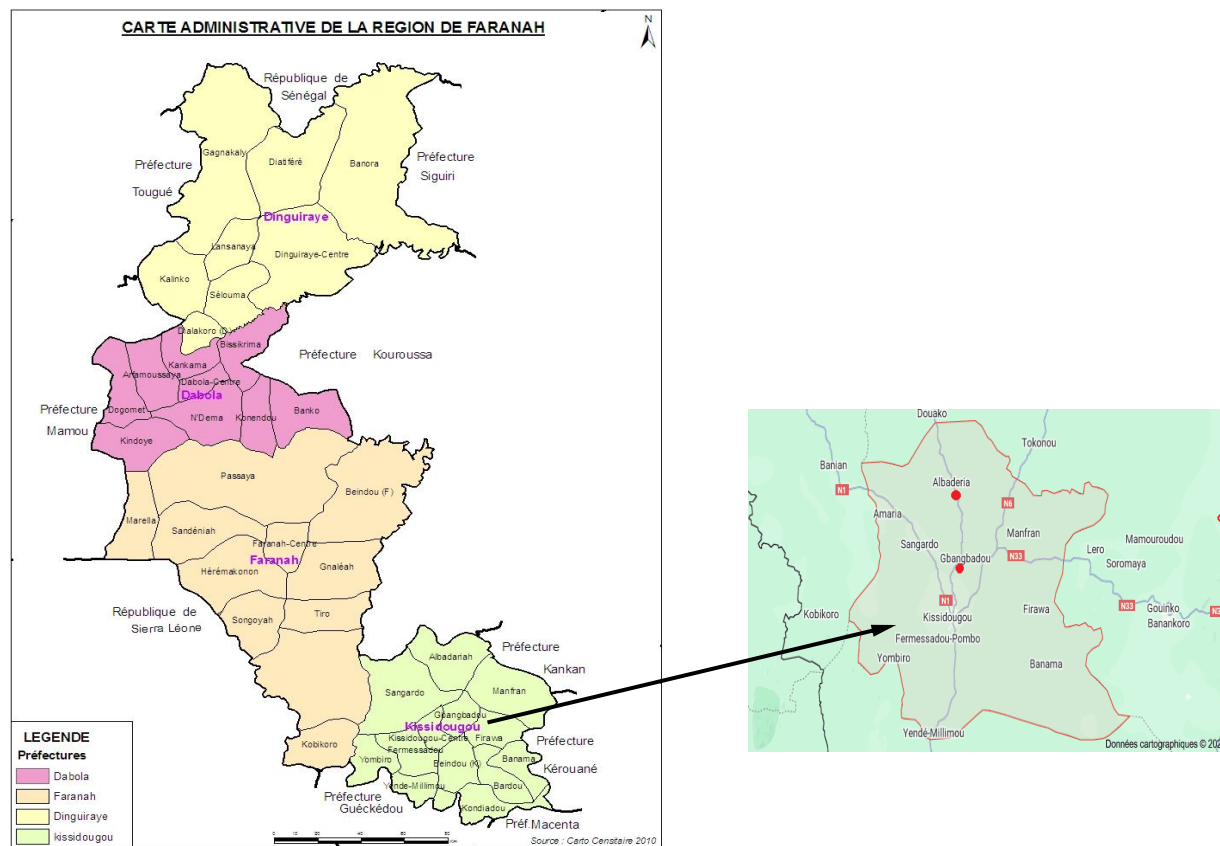 CARTE ADMINISTRATIVE DE LA REGION DE FARANAH
N
République de
Sénégal
Gagnakaly
Diatiféré
Banora
Préfecture
Tougué
Préfecture
Siguiri
Dinguiraye
Lansanaya
Dinguiraye-Centre
Kalinko
Sélouma
Dialakoro (D)
Bissikrima
Préfecture Kouroussa
Kankama
Arfamoussaya
Dabola-Centre
Dabola
Préfecture
Mamou
Dogomet
N'Dema
Konendou
Banko
Kindoye
Passaya
Beindou (F)
Marella
Sandéniah
Faranah-Centre
Faranah
Hérémakonon
Gnaléah
République de
Sierra Léone
Songoyah
Tiro
Albadariah
Préfecture
Kankan
Sangardo
Manfran
Gbangbadou
Kissidougou
Kissidougou-Centre
Firawa
Fermessadou
Préfecture
Kérouané
Kobikoro
Yombiro
Beindou (K)
Banama
Yende-Millimou
Bardou
Préfecture
Guéckédou
Kondiadou
Préf.Macenta
LEGENDE
Préfectures
Dabola
Faranah
Dinguiraye
kissidougou
Source : Carto Censitaire 2010
Douako
Tokonou
Banian
Albaderia
N1
N6
Amaria
Manfran
Sangardo
Gbangbadou
Mamouroudou
Lero
N33
Soromaya
N1
Kobikoro
Kissidougou
Firawa
N33
Gouinko
Banankoro
Fermessadou-Pombo
Yombiro
Banama
Yendé-Millimou
Données cartographiques © 202